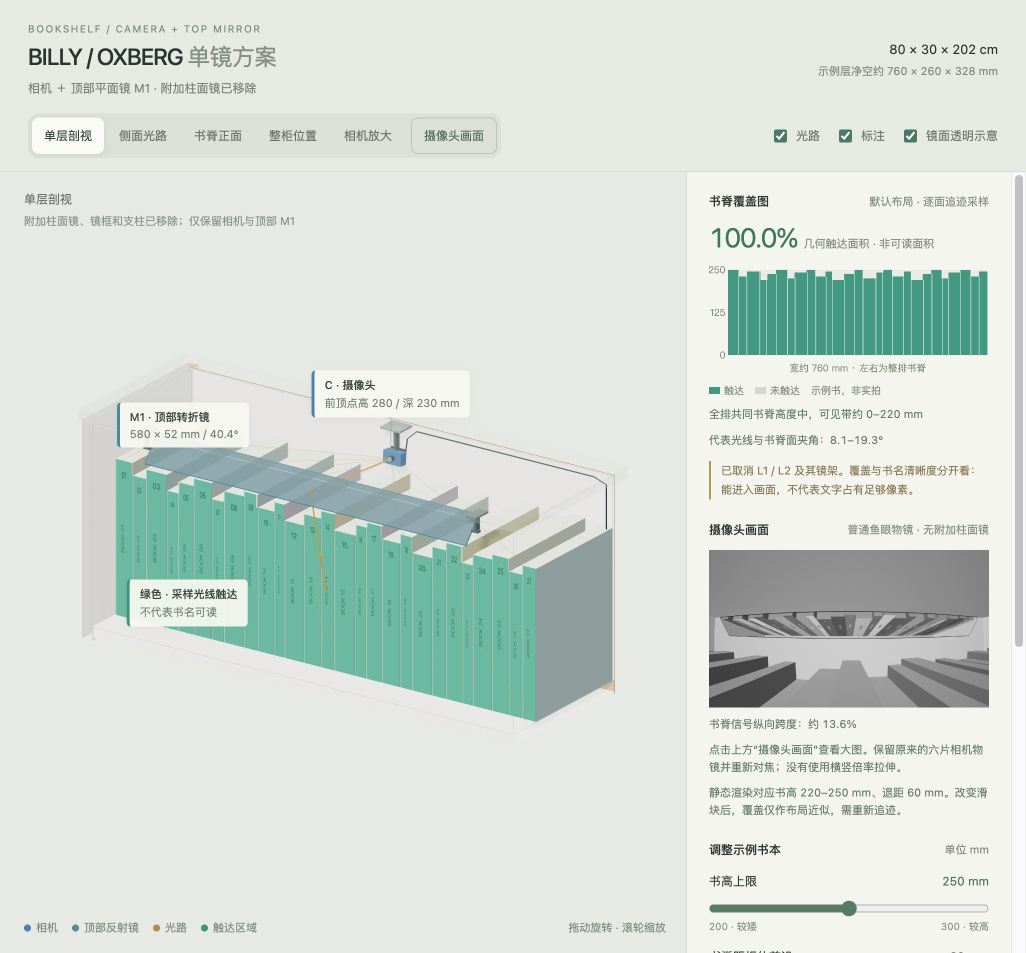 BOOKSHELF / CAMERA + TOP MIRROR
BILLY / OXBERG 单镜方案
相机 ＋ 顶部平面镜 M1 · 附加柱面镜已移除
80 × 30 × 202 cm
示例层净空约 760 × 260 × 328 mm
单层剖视 侧面光路 书脊正面 整柜位置 相机放大 摄像头画面
光路 标注 镜面透明示意
单层剖视
附加柱面镜、镜框和支柱已移除；仅保留相机与顶部 M1
C · 摄像头
前顶点高 280 / 深 230 mm
M1 · 顶部转折镜
580 × 52 mm / 40.4°
绿色 · 采样光线触达
不代表书名可读
相机 顶部反射镜 光路 触达区域
拖动旋转 · 滚轮缩放
书脊覆盖图 默认布局 · 逐面追迹采样
100.0% 几何触达面积 · 非可读面积
250
125
0
宽约 760 mm · 左右为整排书脊
触达 未触达 示例书，非实拍
全排共同书脊高度中，可见带约 0–220 mm
代表光线与书脊面夹角：8.1–19.3°
已取消 L1 / L2 及其镜架。覆盖与书名清晰度分开看：
能进入画面，不代表文字占有足够像素。
摄像头画面 普通鱼眼物镜 · 无附加柱面镜
书脊信号纵向跨度：约 13.6%
点击上方“摄像头画面”查看大图。保留原来的六片相机物
镜并重新对焦；没有使用横竖倍率拉伸。
静态渲染对应书高 220–250 mm、退距 60 mm。改变滑
块后，覆盖仅作布局近似，需重新追迹。
调整示例书本 单位 mm
书高上限 250 mm
200 · 较矮 300 · 较高